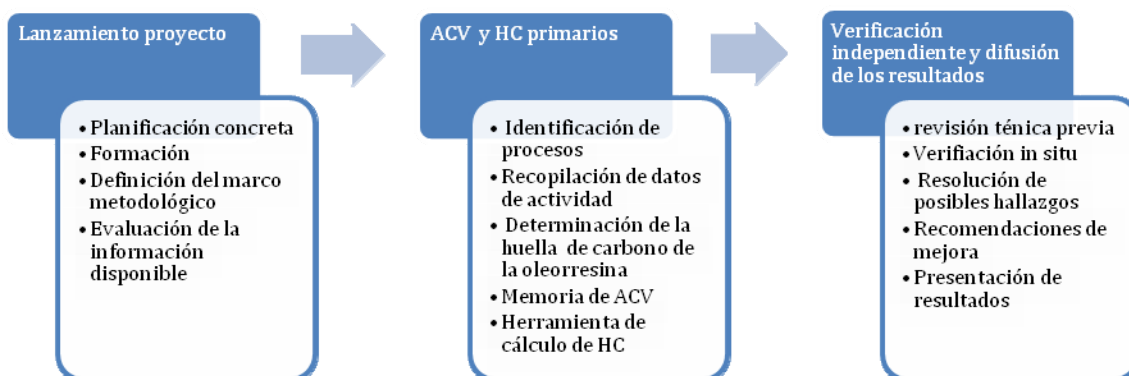 Lanzamiento proyecto
• Planificación concreta
• Formación
• Definición del marco
metodológico
• Evaluación de la
información
disponible
ACV y HC primarios
• Identificación de
procesos
• Recopilación de datos
de actividad
• Determinación de la
huella de carbono de
la oleorresina
• Memoria de ACV
• Herramienta de
cálculo de HC
Verificación
independiente y difusión
de los resultados
• revisión ténica previa
• Verifiación in situ
• Resolución de
posibles hallazgos
• Recomendaciones de
mejora
• Presentación de
resultados